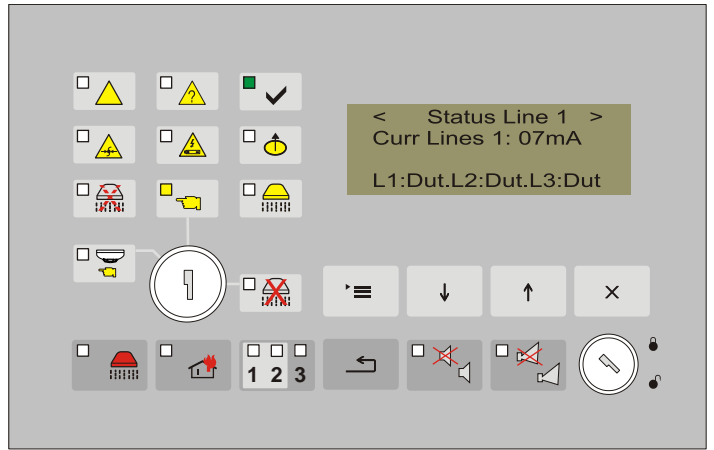 ?
< Status Line 1 >
Curr Lines 1: 07mA
L1:Dut.L2:Dut.L3:Dut
1 2 3